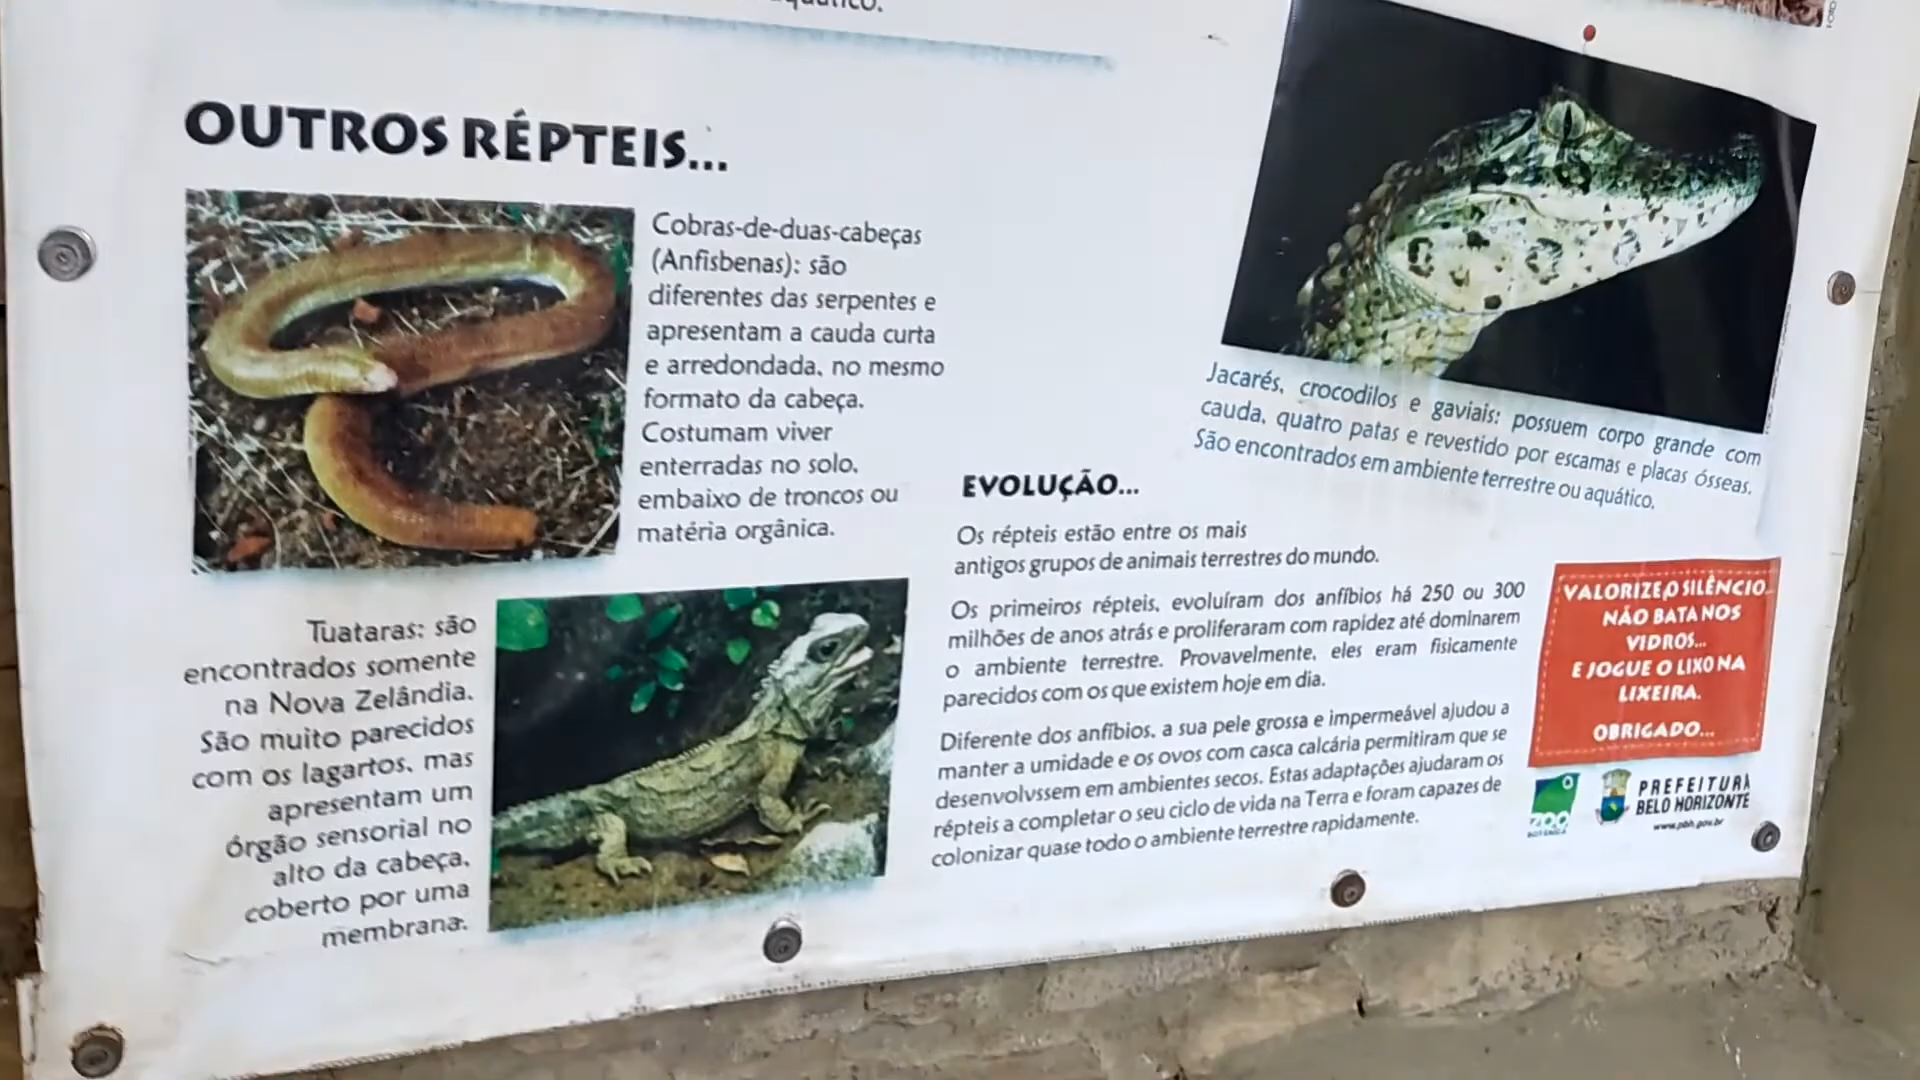 OUTROS RÉPTEIS...
Cobras-de-duas-cabeças
(Anfisbenas): são
diferentes das serpentes e
apresentam a cauda curta
e arredondada, no mesmo
formato da cabeça.
Costumam viver
enterradas no solo,
embaixo de troncos ou
matéria orgânica.
Tuataras: são
encontrados somente
na Nova Zelândia.
São muito parecidos
com os lagartos, mas
apresentam um
órgão sensorial no
alto da cabeça,
coberto por uma
membrana.
Jacarés, crocodilos e gaviais: possuem corpo grande com
cauda, quatro patas e revestido por escamas e placas ósseas.
São encontrados em ambiente terrestre ou aquático.
EVOLUÇÃO...
Os répteis estão entre os mais
antigos grupos de animais terrestres do mundo.
Os primeiros répteis, evoluíram dos anfíbios há 250 ou 300
milhões de anos atrás e proliferaram com rapidez até dominarem
o ambiente terrestre. Provavelmente, eles eram fisicamente
parecidos com os que existem hoje em dia.
Diferente dos anfíbios, a sua pele grossa e impermeável ajudou a
manter a umidade e os ovos com casca calcária permitiram que se
desenvolvssem em ambientes secos. Estas adaptações ajudaram os
répteis a completar o seu ciclo de vida na Terra e foram capazes de
colonizar quase todo o ambiente terrestre rapidamente.
VALORIZE O SILÊNCIO
NÃO BATA NOS
VIDROS...
E JOGUE O LIXO NA
LIXEIRA.
OBRIGADO...
ZOO
PREFEITURA
BELO HORIZONTE
www.pbh.gov.br